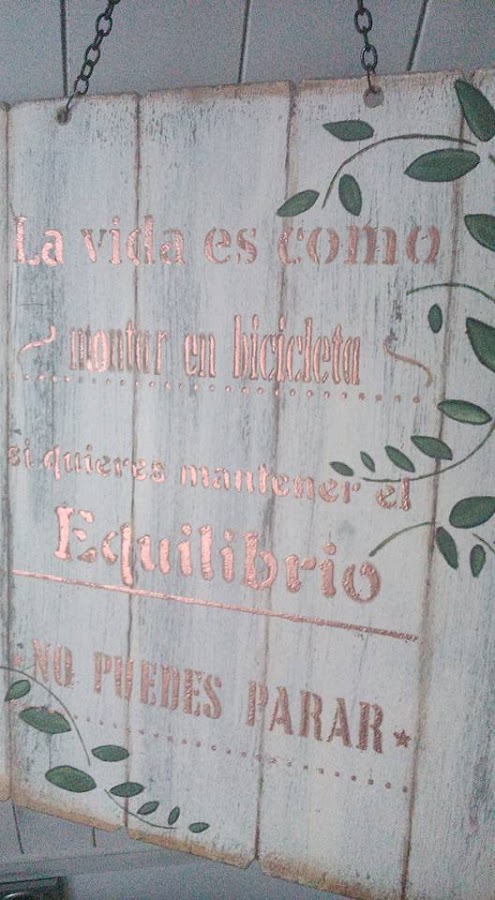 La vida es como
montar en bicicleta
si quieres mantener el
Equilibrio
NO PUEDES PARAR